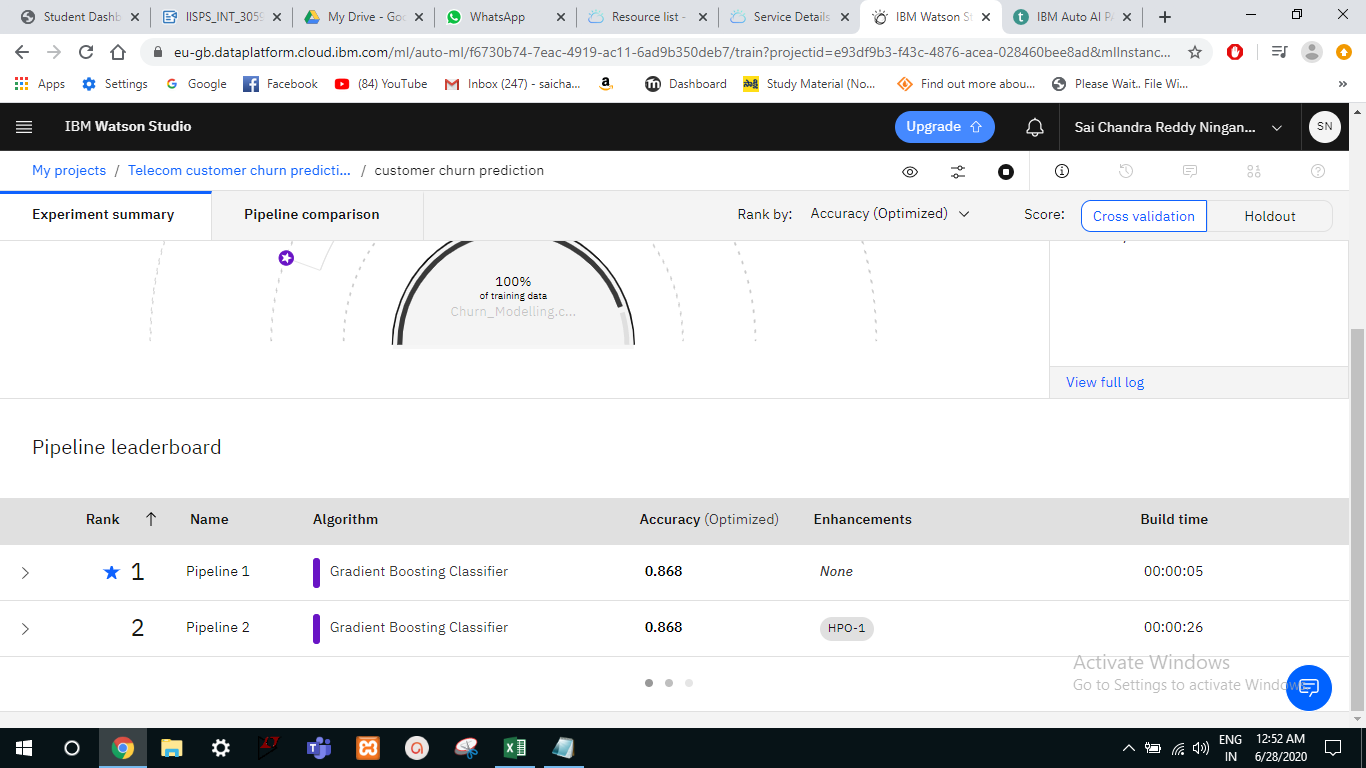 Student Dashb
IISPS_INT_3059
My Drive - Goo
WhatsApp
Resource list -
Service Details
IBM Watson St
IBM Auto AI PA
eu-gb.dataplatform.cloud.ibm.com/ml/auto-ml/f6730b74-7eac-4919-ac11-6ad9b350deb7/train?projectid=e93df9b3-f43c-4876-acea-028460bee8ad&mlInstanc...
Apps
Settings
Google
Facebook
(84) YouTube
Inbox (247) - saicha...
Dashboard
Study Material (No...
Find out more abou...
Please Wait.. File Wi...
IBM Watson Studio
Upgrade
Sai Chandra Reddy Ningan...
SN
My projects / Telecom customer churn predicti... / customer churn prediction
Experiment summary
Pipeline comparison
Rank by: Accuracy (Optimized)
Score: Cross validation Holdout
100%
of training data
Churn_Modelling.c...
View full log
Pipeline leaderboard
Rank Name Algorithm Accuracy (Optimized) Enhancements Build time
1 Pipeline 1 Gradient Boosting Classifier 0.868 None 00:00:05
2 Pipeline 2 Gradient Boosting Classifier 0.868 HPO-1 00:00:26
Activate Windows
Go to Settings to activate Windows.
ENG
IN
12:52 AM
6/28/2020